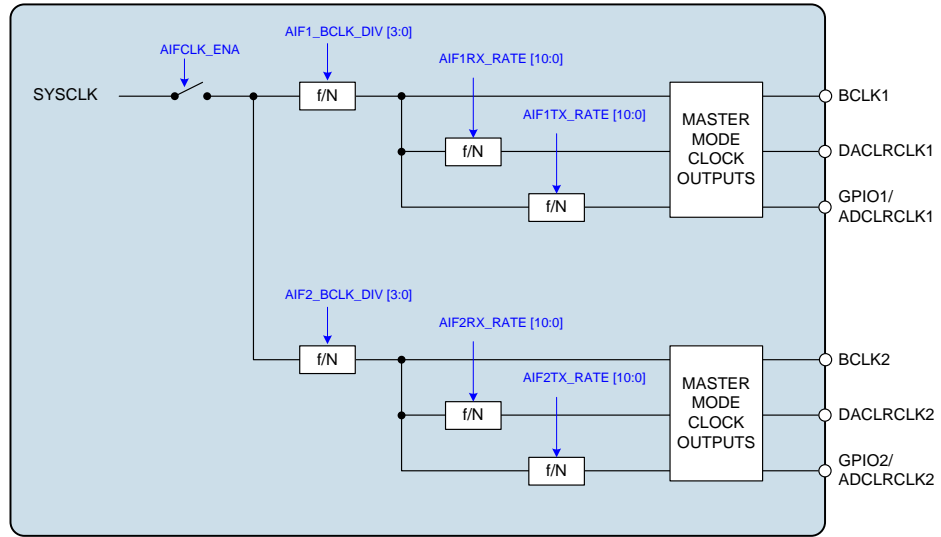 AIF1_BCLK_DIV [3:0]
AIFCLK_ENA
AIF1RX_RATE [10:0]
SYSCLK
f/N
BCLK1
AIF1TX_RATE [10:0]
MASTER
MODE
CLOCK
OUTPUTS
f/N
DACLRCLK1
f/N
GPIO1/
ADCLRCLK1
AIF2_BCLK_DIV [3:0]
AIF2RX_RATE [10:0]
f/N
BCLK2
AIF2TX_RATE [10:0]
MASTER
MODE
CLOCK
OUTPUTS
f/N
DACLRCLK2
f/N
GPIO2/
ADCLRCLK2